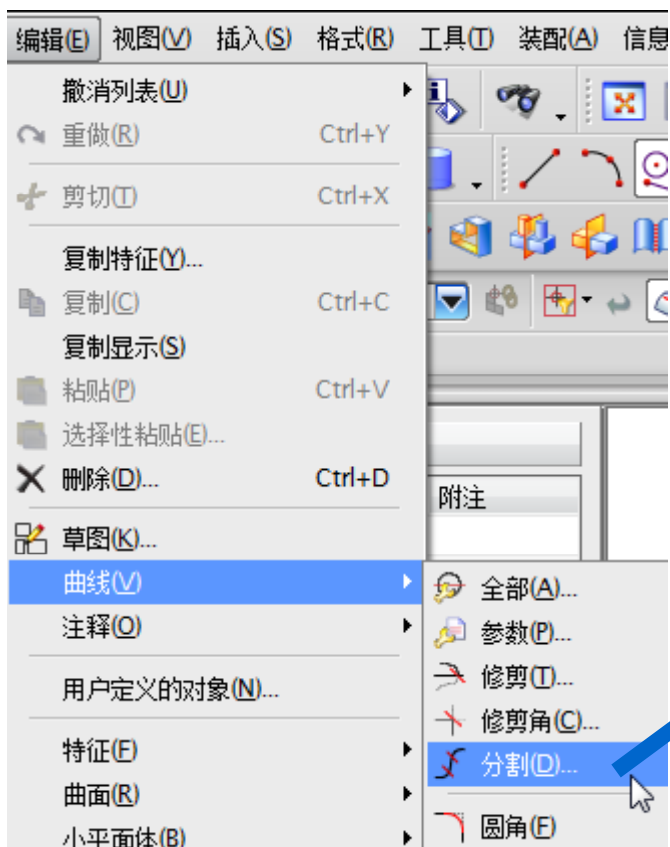 编辑(E) 视图(V) 插入(S) 格式(R) 工具(T) 装配(A) 信息
撤消列表(U)
重做(R) Ctrl+Y
剪切(T) Ctrl+X
复制特征(Y)...
复制(C) Ctrl+C
复制显示(S)
粘贴(P) Ctrl+V
选择性粘贴(E)...
删除(D)... Ctrl+D
附注
草图(K)...
曲线(V) 全部(A)...
注释(O) 参数(P)...
修剪(T)...
用户定义的对象(N)...
修剪角(C)...
特征(F) 分割(D)...
曲面(R)
圆角(F)
小平面体(B)